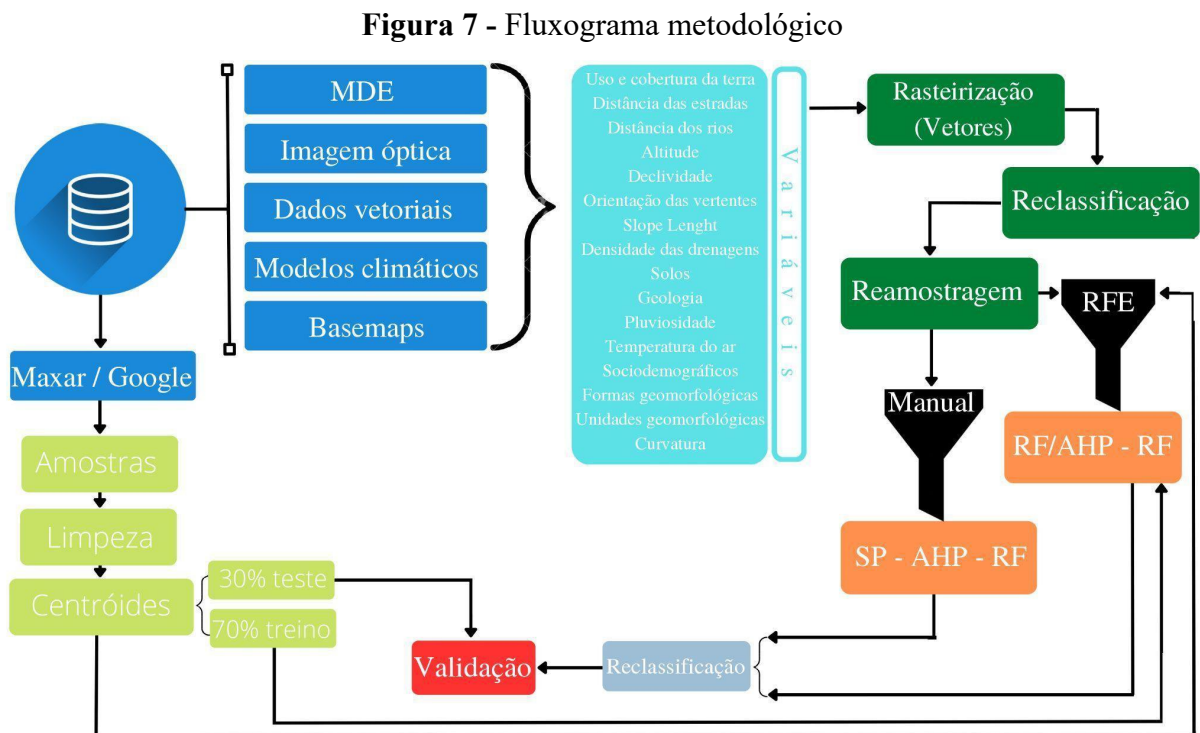 Figura 7 - Fluxograma metodológico
MDE
Imagem óptica
Dados vetoriais
Modelos climáticos
Basemaps
Uso e cobertura da terra
Distância das estradas
Distância dos rios
Altitude
Declividade
Orientação das vertentes
Slope Lenght
Densidade das drenagens
Solos
Geologia
Pluviosidade
Temperatura do ar
Sociodemográficos
Formas geomorfológicas
Unidades geomorfológicas
Curvatura
Variáveis
Rasteirização
(Vetores)
Reclassificação
Reamostragem
RFE
Manual
RF/AHP - RF
SP - AHP - RF
Maxar / Google
Amostras
Limpeza
Centróides
30% teste
70% treino
Validação
Reclassificação